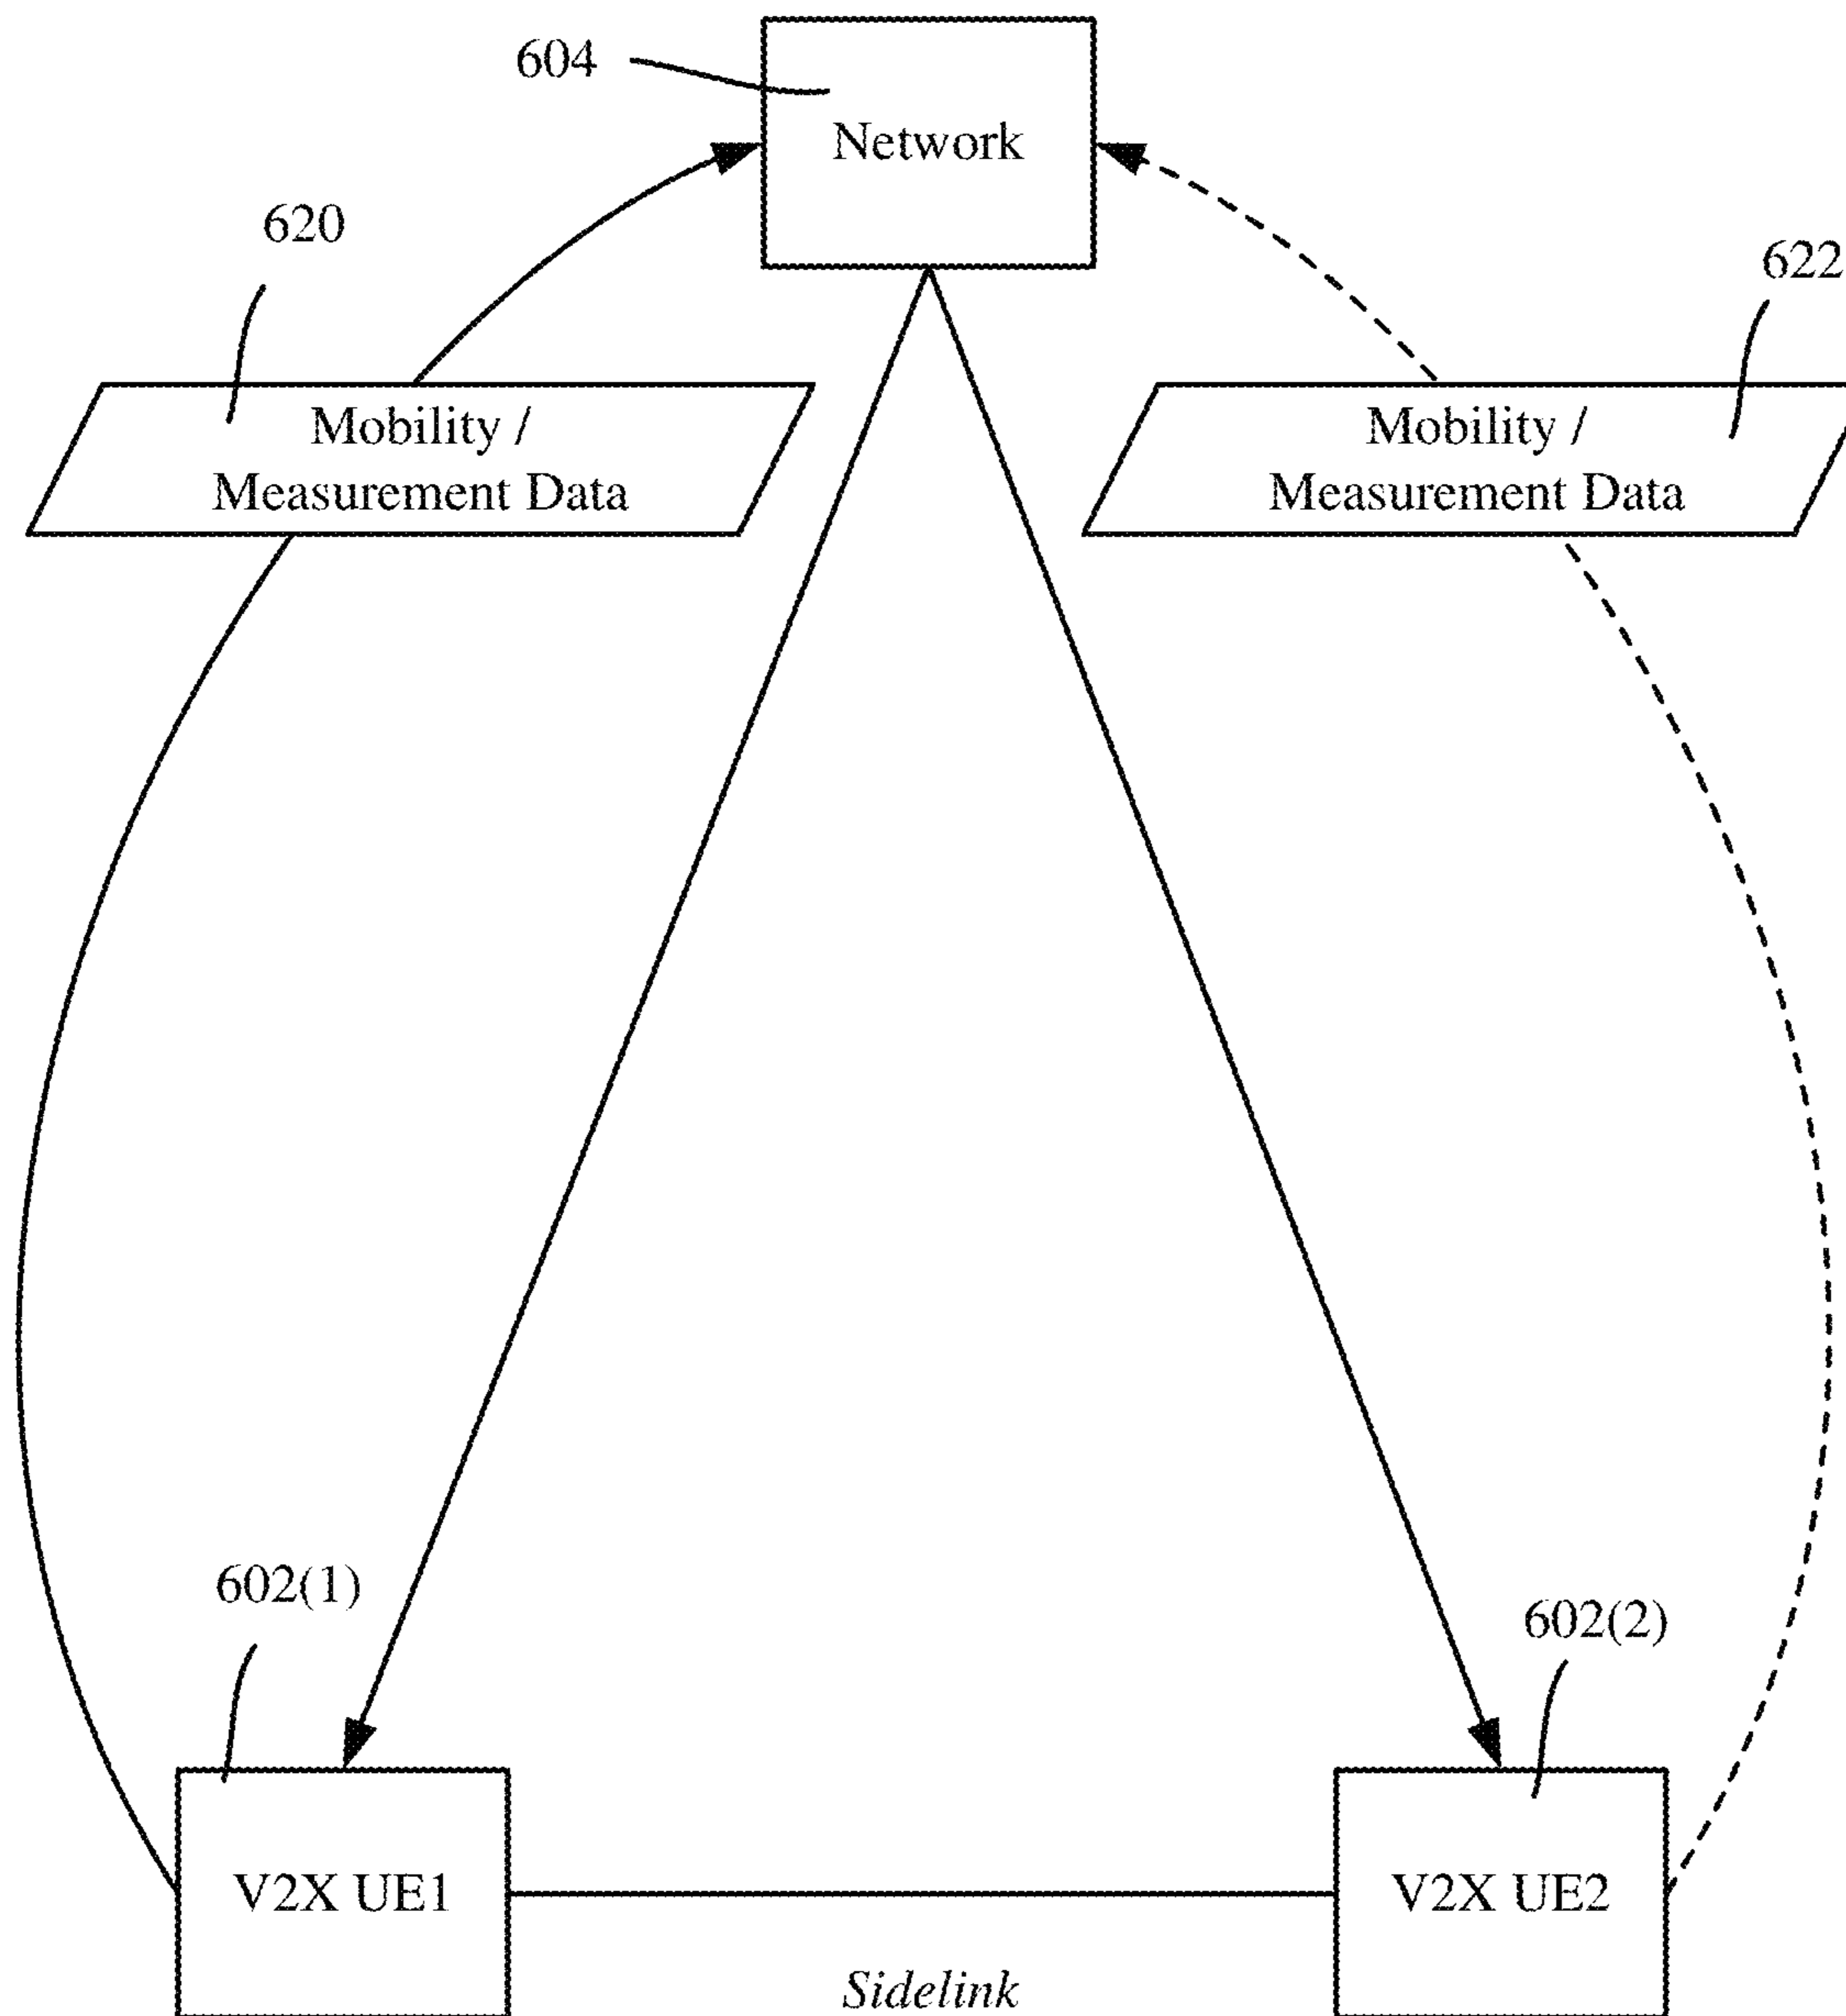 604
Network
620
622
Mobility /
Measurement Data
Mobility /
Measurement Data
602(1)
602(2)
V2X UE1
V2X UE2
Sidelink